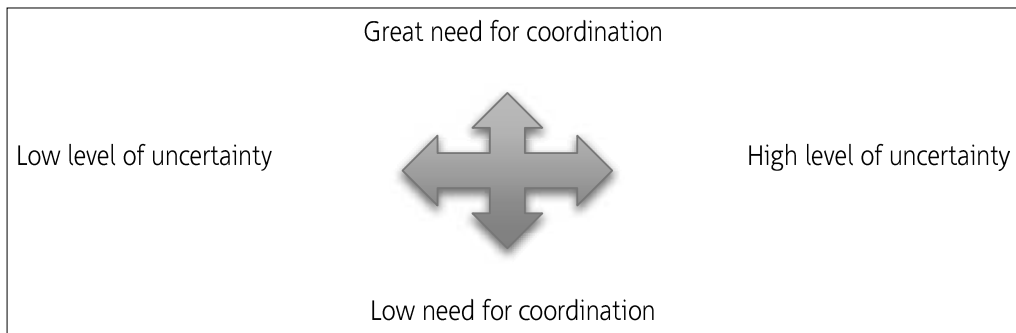 Great need for coordination
Low level of uncertainty
High level of uncertainty
Low need for coordination